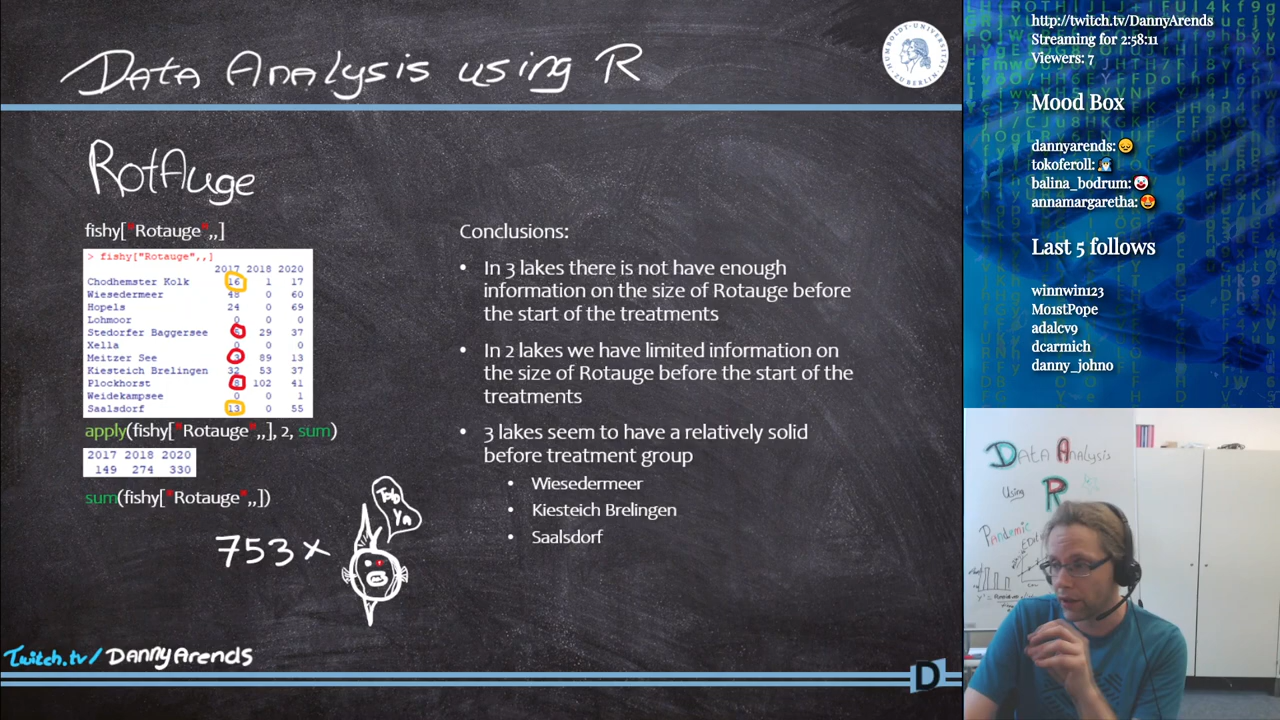 Data Analysis using R
HUMBOLDT-UNIVERSITÄT ZU BERLIN
RotAuge
fishy["Rotauge",,]
> fishy["Rotauge",,]
2017 2018 2020
Chodhemster Kolk 16 1 17
Wiesedermeer 48 0 60
Hopels 24 0 69
Lohmoor 0 0 0
Stedorfer Baggersee 29 37
Xella 0 0 0
Meitzer See 3 89 13
Kiesteich Brelingen 32 53 37
Plockhorst 8 102 41
Weidekampsee 0 0 1
Saalsdorf 13 0 55
apply(fishy["Rotauge",,], 2, sum)
2017 2018 2020
149 274 330
sum(fishy["Rotauge",,])
753 x
Conclusions:
• In 3 lakes there is not have enough
information on the size of Rotauge before
the start of the treatments
• In 2 lakes we have limited information on
the size of Rotauge before the start of the
treatments
• 3 lakes seem to have a relatively solid
before treatment group
• Wiesedermeer
• Kiesteich Brelingen
• Saalsdorf
Twitch.tv/DannyArends
D
http://twitch.tv/DannyArends
Streaming for 2:58:11
Viewers: 7
Mood Box
dannyarends: 😔
tokoferoll:
balina_bodrum: 🤡
annamargaretha: 😍
Last 5 follows
winnwin123
Mo1stPope
adalcv9
dcarmich
danny_johno
Data Analysis
Using R
Pandemic